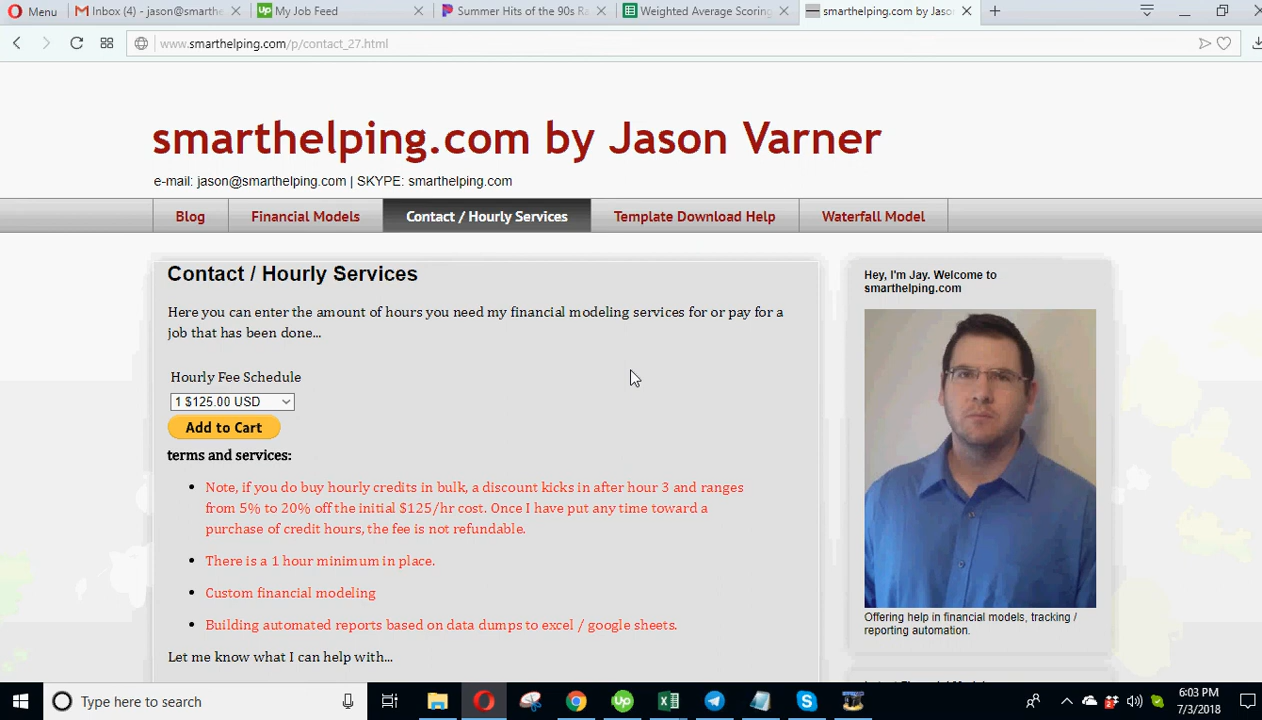 Menu
Inbox (4) - jason@smarthe
My Job Feed
Summer Hits of the 90s Ra
Weighted Average Scoring
smarthelping.com by Jaso
www.smarthelping.com/p/contact_27.html
smarthelping.com by Jason Varner
e-mail: jason@smarthelping.com | SKYPE: smarthelping.com
Blog
Financial Models
Contact / Hourly Services
Template Download Help
Waterfall Model
Contact / Hourly Services
Here you can enter the amount of hours you need my financial modeling services for or pay for a
job that has been done...
Hourly Fee Schedule
1 $125.00 USD
Add to Cart
terms and services:
Note, if you do buy hourly credits in bulk, a discount kicks in after hour 3 and ranges
from 5% to 20% off the initial $125/hr cost. Once I have put any time toward a
purchase of credit hours, the fee is not refundable.
There is a 1 hour minimum in place.
Custom financial modeling
Building automated reports based on data dumps to excel / google sheets.
Let me know what I can help with...
Hey, I'm Jay. Welcome to
smarthelping.com
Offering help in financial models, tracking /
reporting automation.
Type here to search
6:03 PM
7/3/2018